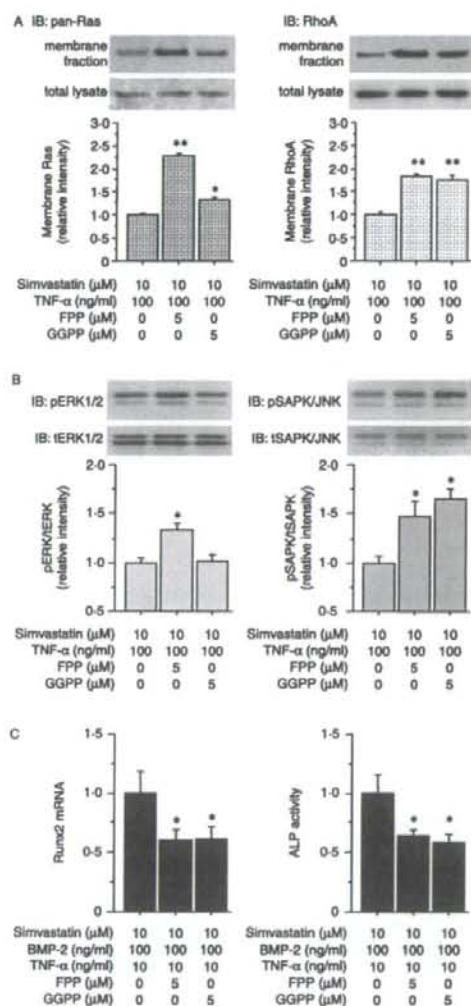 A IB: pan-Ras IB: RhoA
membrane fraction membrane fraction
total lysate total lysate
Membrane Ras (relative intensity)
3·0
2·5
2·0
1·5
1·0
0·5
0
** *
Membrane RhoA (relative intensity)
3·0
2·5
2·0
1·5
1·0
0·5
0
** **
Simvastatin (μM) 10 10 10 Simvastatin (μM) 10 10 10
TNF-α (ng/ml) 100 100 100 TNF-α (ng/ml) 100 100 100
FPP (μM) 0 5 0 FPP (μM) 0 5 0
GGPP (μM) 0 0 5 GGPP (μM) 0 0 5
B IB: pERK1/2 IB: pSAPK/JNK
IB: tERK1/2 IB: tSAPK/JNK
pERK/tERK (relative intensity)
2·0
1·5
1·0
0·5
*
pSAPK/tSAPK (relative intensity)
2·0
1·5
1·0
0·5
* *
Simvastatin (μM) 10 10 10 Simvastatin (μM) 10 10 10
TNF-α (ng/ml) 100 100 100 TNF-α (ng/ml) 100 100 100
FPP (μM) 0 5 0 FPP (μM) 0 5 0
GGPP (μM) 0 0 5 GGPP (μM) 0 0 5
C
Runx2 mRNA
1·5
1·0
0·5
0
* *
ALP activity
1·5
1·0
0·5
0
* *
Simvastatin (μM) 10 10 10 Simvastatin (μM) 10 10 10
BMP-2 (ng/ml) 100 100 100 BMP-2 (ng/ml) 100 100 100
TNF-α (ng/ml) 10 10 10 TNF-α (ng/ml) 10 10 10
FPP (μM) 0 5 0 FPP (μM) 0 5 0
GGPP (μM) 0 0 5 GGPP (μM) 0 0 5